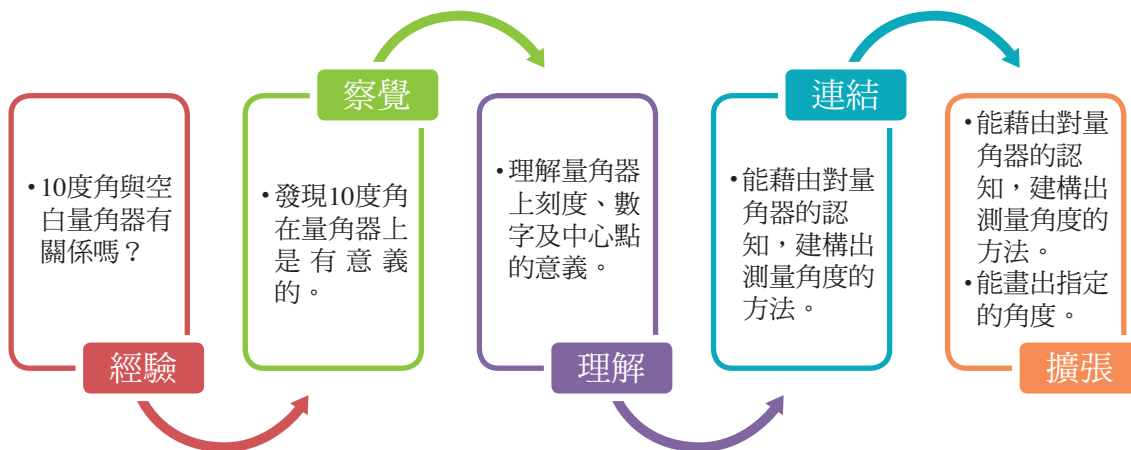 •10度角與空
白量角器有
關係嗎？
經驗
察覺
•發現10度角
在量角器上
是有意義
的。
•理解量角器
上刻度、數
字及中心點
的意義。
理解
連結
•能藉由對量
角器的認
知，建構出
測量角度的
方法。
•能藉由對量
角器的認
知，建構出
測量角度的
方法。
•能畫出指定
的角度。
擴張